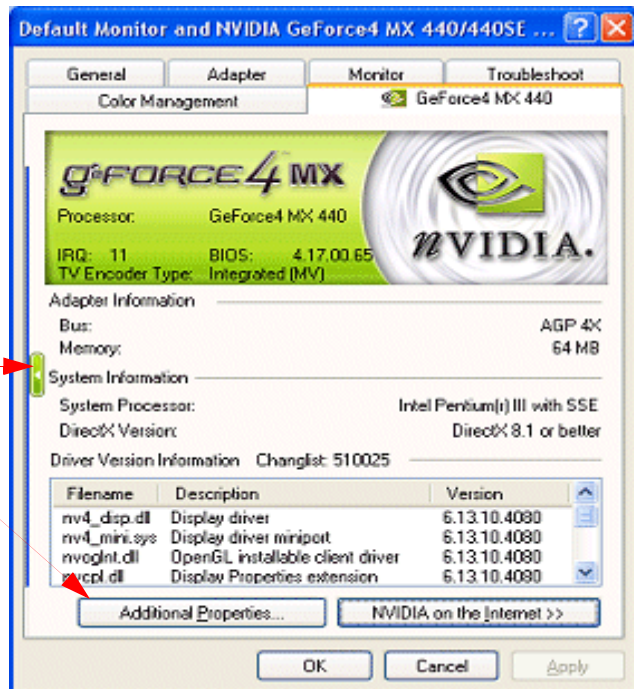 Default Monitor and NVIDIA GeForce4 MX 440/440SE ...
General Adapter Monitor Troubleshoot
Color Management GeForce4 MX 440
GeFORCE4 MX
Processor: GeForce4 MX 440
IRQ: 11 BIOS: 4.17.00.65
TV Encoder Type: Integrated (MV)
nVIDIA.
Adapter Information
Bus: AGP 4X
Memory: 64 MB
System Information
System Processor: Intel Pentium(r) III with SSE
DirectX Version: DirectX 8.1 or better
Driver Version Information Changlist: 510025
Filename Description Version
nv4_disp.dll Display driver 6.13.10.4080
nv4_mini.sys Display driver miniport 6.13.10.4080
nvoglnt.dll OpenGL installable client driver 6.13.10.4080
nvcpl.dll Display Properties extension 6.13.10.4080
Additional Properties... NVIDIA on the Internet >>
OK Cancel Apply